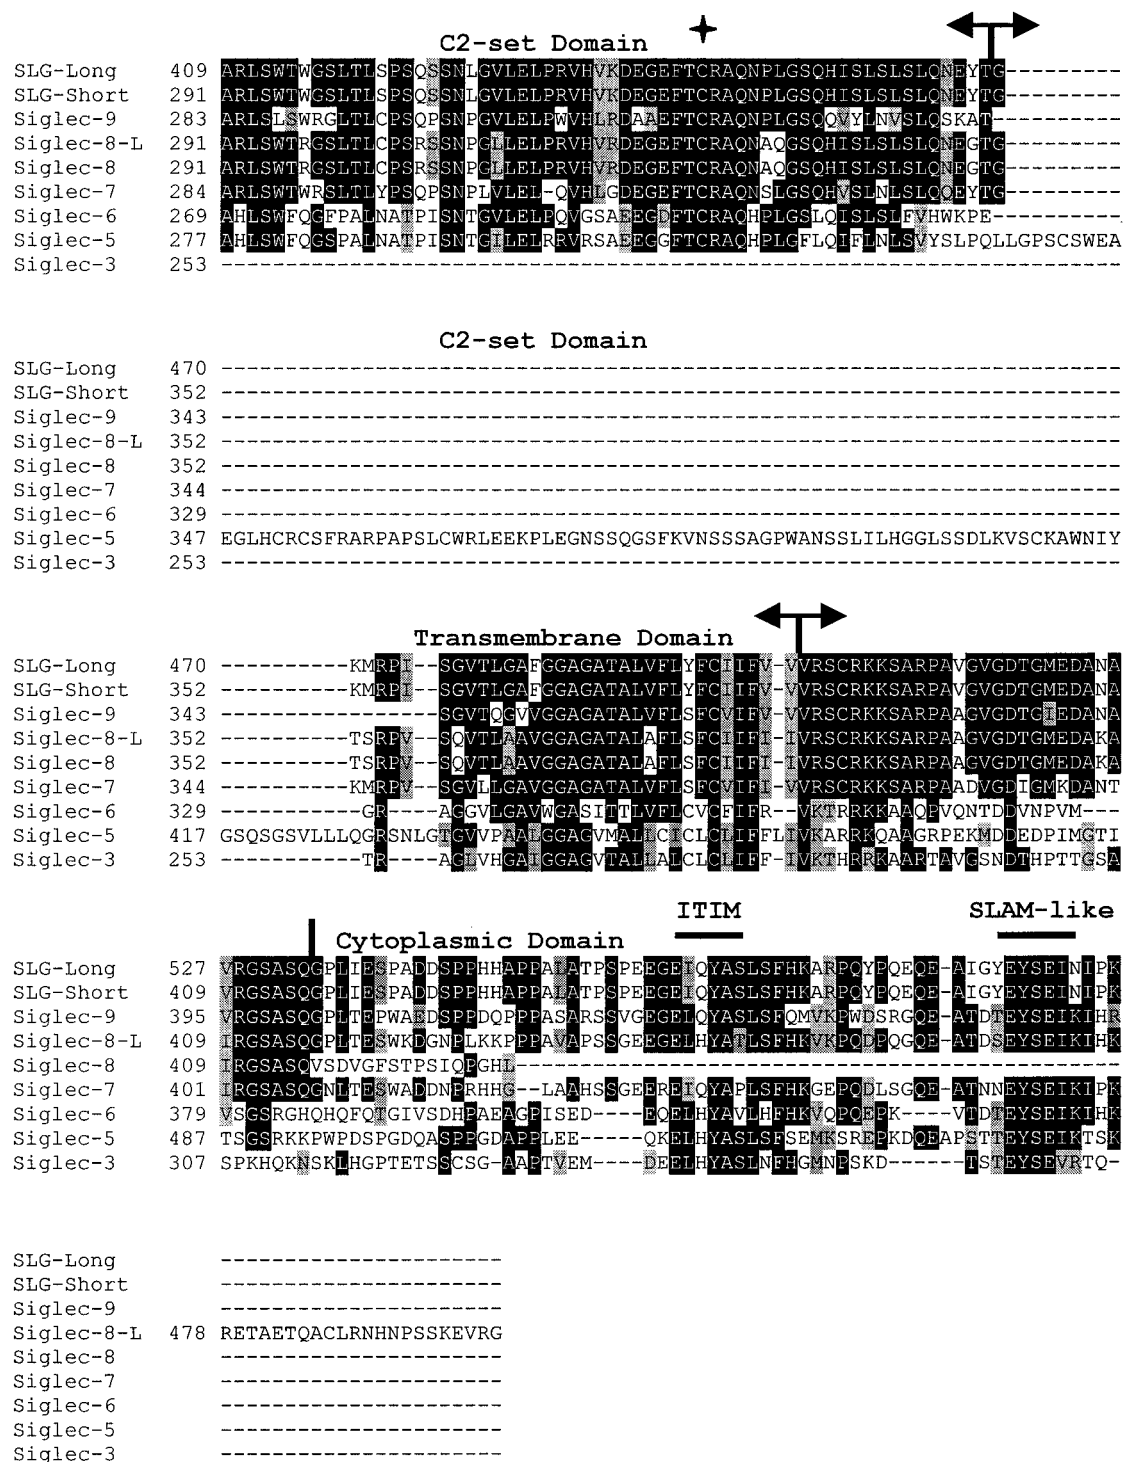 C2-set Domain
SLG-Long 409 ARLSWTWGSLTLSPSQSSNLGVLELPRVHVKDEGEFTCRAQNPLGSQHISLSLSLQNEYTG---------
SLG-Short 291 ARLSWTWGSLTLSPSQSSNLGVLELPRVHVKDEGEFTCRAQNPLGSQHISLSLSLQNEYTG---------
Siglec-9 283 ARLSLSWRGLTLCPSQPSNPGVLELPWVHLRDAAEFTCRAQNPLGSQQVYLNVSLQSKAT----------
Siglec-8-L 291 ARLSWTRGSLTLCPSRSSNPGLLELPRVHVRDEGEFTCRAQNAQGSQHISLSLSLQNEGTG---------
Siglec-8 291 ARLSWTRGSLTLCPSRSSNPGLLELPRVHVRDEGEFTCRAQNAQGSQHISLSLSLQNEGTG---------
Siglec-7 284 ARLSWTWRSLTLYPSQPSNPLVLEL-QVHLGDEGEFTCRAQNSLGSQHVSLNLSLQQEYTG---------
Siglec-6 269 AHLSWFQGFPALNATPISNTGVLELPQVGSAEEGDFTCRAQHPLGSLQISLSLFVHWKPE----------
Siglec-5 277 AHLSWFQGSPALNATPISNTGILELRRVRSAEEGGFTCRAQHPLGFLQIFLNLSVYSLPQLLGPSCSWEA
Siglec-3 253 ----------------------------------------------------------------------
C2-set Domain
SLG-Long 470 ----------------------------------------------------------------------
SLG-Short 352 ----------------------------------------------------------------------
Siglec-9 343 ----------------------------------------------------------------------
Siglec-8-L 352 ----------------------------------------------------------------------
Siglec-8 352 ----------------------------------------------------------------------
Siglec-7 344 ----------------------------------------------------------------------
Siglec-6 329 ----------------------------------------------------------------------
Siglec-5 347 EGLHCRCSFRARPAPSLCWRLEEKPLEGNSSQGSFKVNSSSAGPWANSSLILHGGLSSDLKVSCKAWNIY
Siglec-3 253 ----------------------------------------------------------------------
Transmembrane Domain
SLG-Long 470 ----------KMRPI--SGVTLGAFGGAGATALVFLYFCIIFV-VVRSCRKKSARPAVGVGDTGMEDANA
SLG-Short 352 ----------KMRPI--SGVTLGAFGGAGATALVFLYFCIIFV-VVRSCRKKSARPAVGVGDTGMEDANA
Siglec-9 343 -----------------SGVTQGVVGGAGATALVFLSFCVIFV-VVRSCRKKSARPAAGVGDTGIEDANA
Siglec-8-L 352 ----------TSRPV--SQVTLAAVGGAGATALAFLSFCIIFI-IVRSCRKKSARPAAGVGDTGMEDAKA
Siglec-8 352 ----------TSRPV--SQVTLAAVGGAGATALAFLSFCIIFI-IVRSCRKKSARPAAGVGDTGMEDAKA
Siglec-7 344 ----------KMRPV--SGVLLGAVGGAGATALVFLSFCVIFI-VVRSCRKKSARPAADVGDIGMKDANT
Siglec-6 329 -----------GR----AGGVLGAVWGASITTLVFLCVCFIFR--VKTRRKKAAQPVQNTDDVNPVM---
Siglec-5 417 GSQSGSVLLLQGRSNLGTGVVPAALGGAGVMALLCICLCLIFFLIVKARRKQAAGRPEKMDDEDPIMGTI
Siglec-3 253 -----------TR----AGLVHGAIGGAGVTALLALCLCLIFF-IVKTHRRKAARTAVGSNDTHPTTGSA
ITIM SLAM-like
Cytoplasmic Domain
SLG-Long 527 VRGSASQGPLIESPADDSPPHHAPPALATPSPEEGEIQYASLSFHKARPQYPQEQE-AIGYEYSEINIPK
SLG-Short 409 VRGSASQGPLIESPADDSPPHHAPPALATPSPEEGEIQYASLSFHKARPQYPQEQE-AIGYEYSEINIPK
Siglec-9 395 VRGSASQGPLTEPWAEDSPPDQPPPASARSSVGEGELQYASLSFQMVKPWDSRGQE-ATDTEYSEIKIHR
Siglec-8-L 409 IRGSASQGPLTESWKDGNPLKKPPPAVAPSSGEEGELHYATLSFHKVKPQDPQGQE-ATDSEYSEIKIHK
Siglec-8 409 IRGSASQVSDVGFSTPSIQPGHL-----------------------------------------------
Siglec-7 401 IRGSASQGNLTESWADDNPRHHG--LAAHSSGEEREIQYAPLSFHKGEPQDLSGQE-ATNNEYSEIKIPK
Siglec-6 379 VSGSRGHQHQFQTGIVSDHPAEAGPISED----EQELHYAVLHFHKVQPQEPK----VTDTEYSEIKIHK
Siglec-5 487 TSGSRKKPWPDSPGDQASPPGDAPPLEE-----QKELHYASLSFSEMKSREPKDQEAPSTTEYSEIKTSK
Siglec-3 307 SPKHQKNSKLHGPTETSSCSG-AAPTVEM----DEELHYASLNFHGMNPSKD------TSTEYSEVRTQ-
SLG-Long ----------------------
SLG-Short ----------------------
Siglec-9 ----------------------
Siglec-8-L 478 RETAETQACLRNHNPSSKEVRG
Siglec-8 ----------------------
Siglec-7 ----------------------
Siglec-6 ----------------------
Siglec-5 ----------------------
Siglec-3 ----------------------